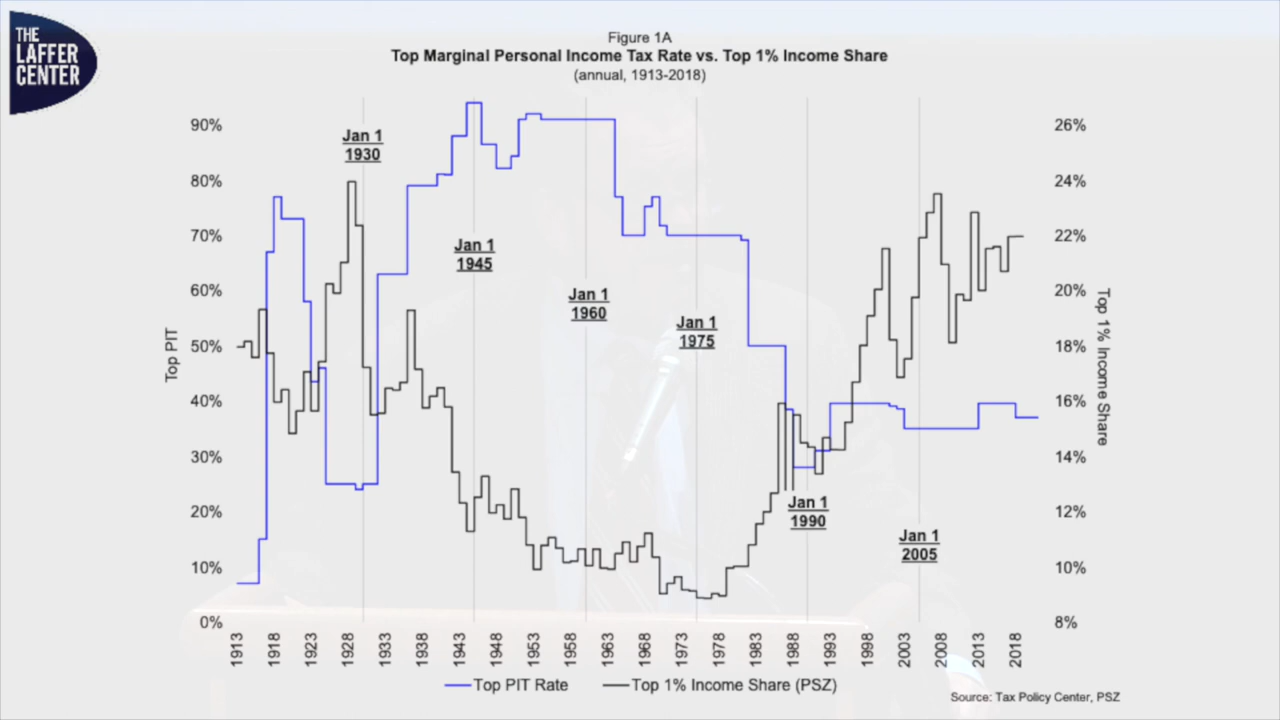 THE
LAFFER
CENTER
Figure 1A
Top Marginal Personal Income Tax Rate vs. Top 1% Income Share
(annual, 1913-2018)
90%
80%
70%
60%
50%
40%
30%
20%
10%
0%
Top PIT
Jan 1
1930
Jan 1
1945
Jan 1
1960
Jan 1
1975
Jan 1
1990
Jan 1
2005
26%
24%
22%
20%
18%
16%
14%
12%
10%
8%
Top 1% Income Share
1913
1918
1923
1928
1933
1938
1943
1948
1953
1958
1963
1968
1973
1978
1983
1988
1993
1998
2003
2008
2013
2018
Top PIT Rate
Top 1% Income Share (PSZ)
Source: Tax Policy Center, PSZ